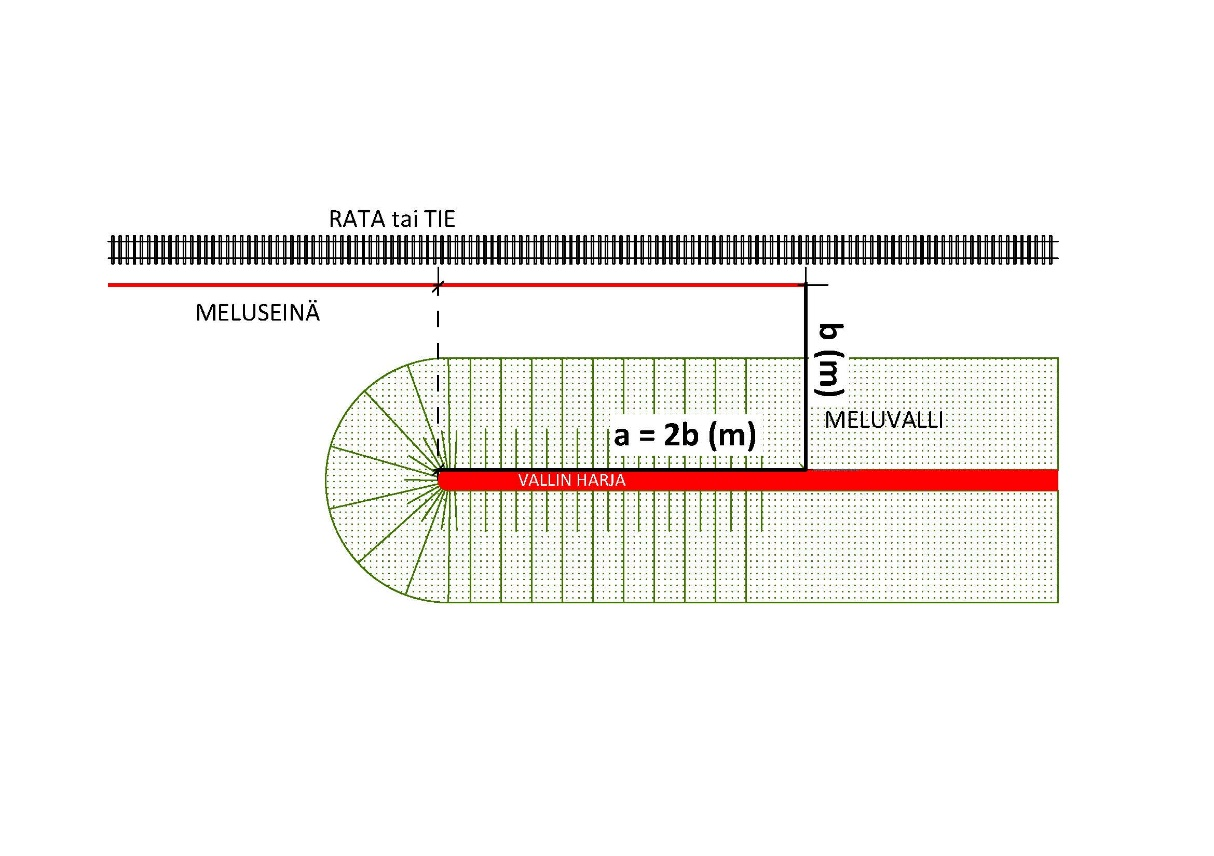 RATA tai TIE
MELUSEINÄ
b (m)
MELUVALLI
a = 2b (m)
VALLIN HARJA